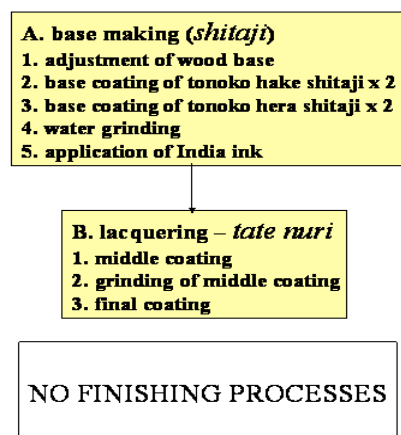 A. base making (shitaji)
1. adjustment of wood base
2. base coating of tonoko hake shitaji x 2
3. base coating of tonoko hera shitaji x 2
4. water grinding
5. application of India ink
B. lacquering – tate nuri
1. middle coating
2. grinding of middle coating
3. final coating
NO FINISHING PROCESSES